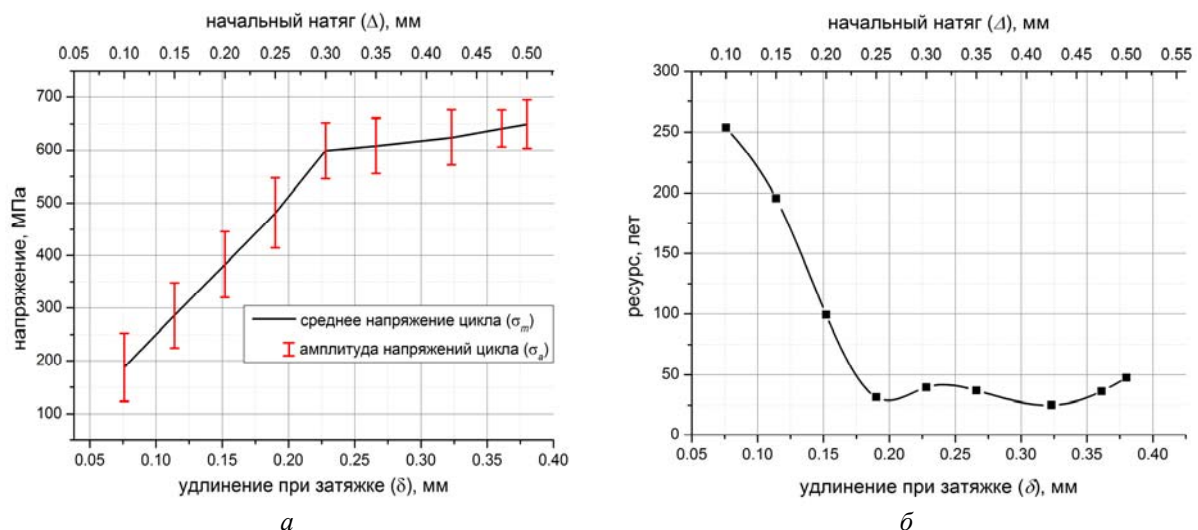 начальный натяг (Δ), мм
0.05 0.10 0.15 0.20 0.25 0.30 0.35 0.40 0.45 0.50
700
600
500
400
300
200
100
напряжение, МПа
среднее напряжение цикла (σm)
амплитуда напряжений цикла (σa)
0.05 0.10 0.15 0.20 0.25 0.30 0.35 0.40
удлинение при затяжке (δ), мм
а
начальный натяг (Δ), мм
0.10 0.15 0.20 0.25 0.30 0.35 0.40 0.45 0.50 0.55
300
250
200
150
100
50
0
ресурс, лет
0.05 0.10 0.15 0.20 0.25 0.30 0.35 0.40
удлинение при затяжке (δ), мм
б